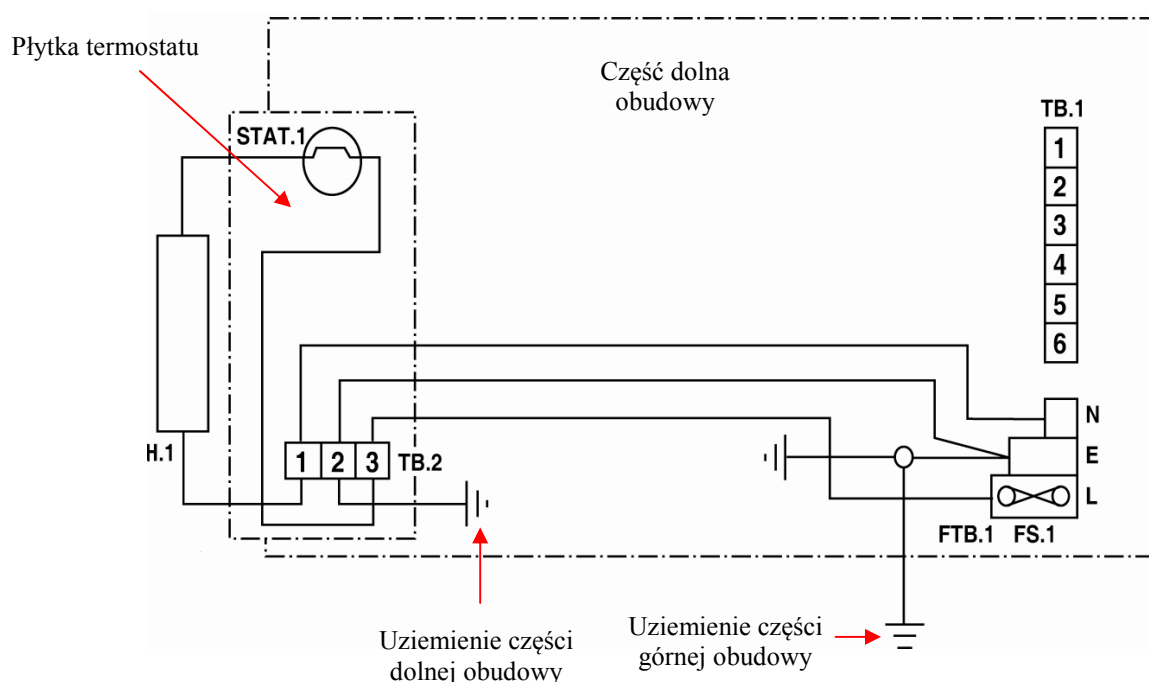 Płytka termostatu
Część dolna
obudowy
STAT.1
TB.1
1
2
3
4
5
6
H.1
1 2 3 TB.2
N
E
L
FTB.1 FS.1
Uziemienie części
dolnej obudowy
Uziemienie części
górnej obudowy